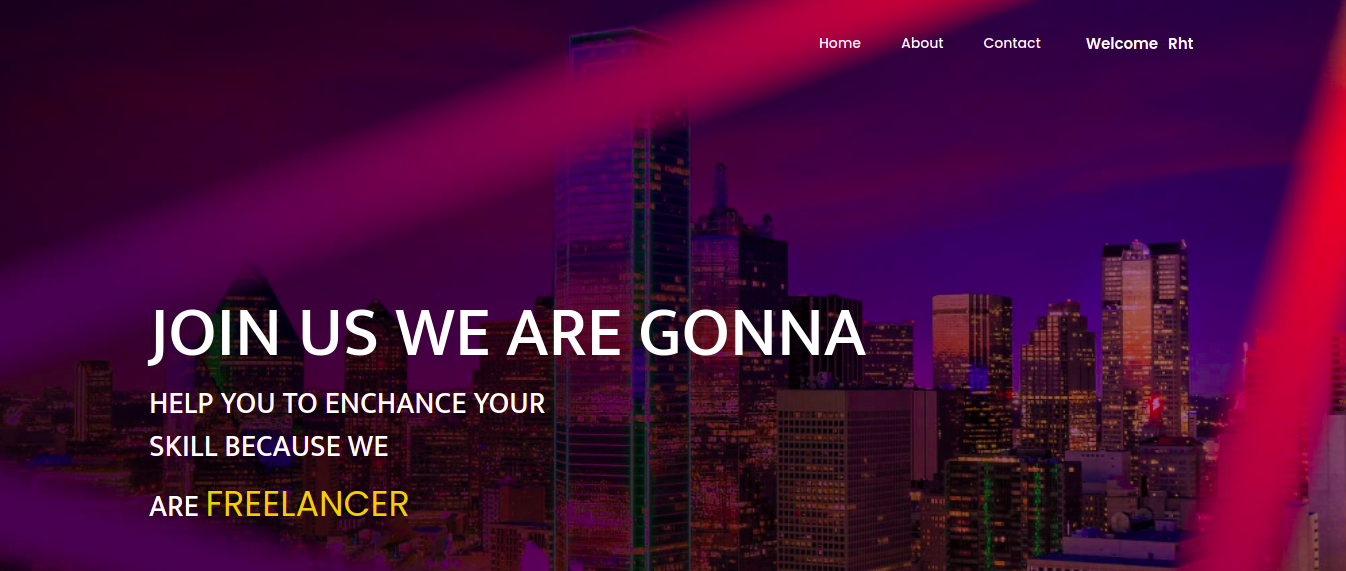 Home About Contact Welcome Rht
JOIN US WE ARE GONNA
HELP YOU TO ENCHANCE YOUR
SKILL BECAUSE WE
ARE FREELANCER